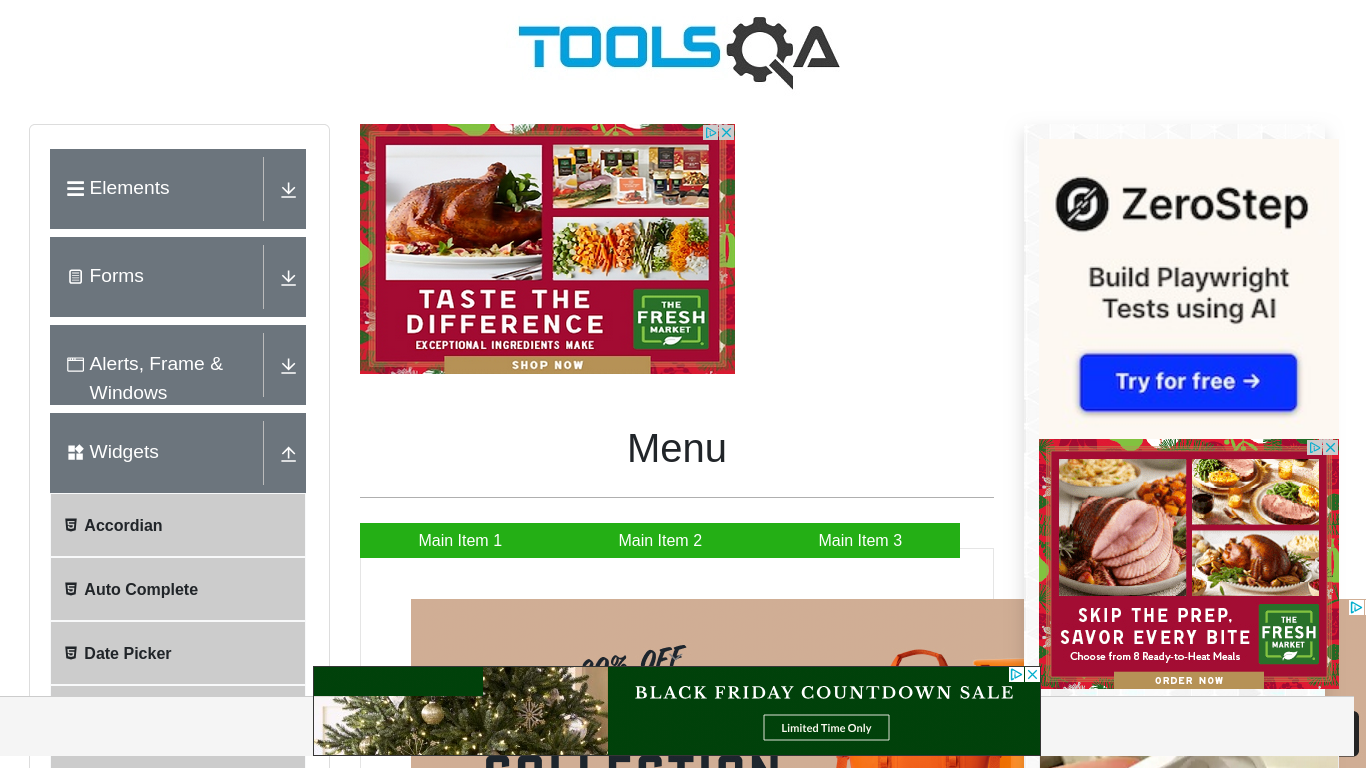 TOOLSQA
Elements
Forms
Alerts, Frame &
Windows
Widgets
Accordian
Auto Complete
Date Picker
TASTE THE
DIFFERENCE
EXCEPTIONAL INGREDIENTS MAKE
THE
FRESH
MARKET
SHOP NOW
Menu
Main Item 1
Main Item 2
Main Item 3
ZeroStep
Build Playwright
Tests using AI
Try for free →
SKIP THE PREP,
SAVOR EVERY BITE
Choose from 8 Ready-to-Heat Meals
THE
FRESH
MARKET
ORDER NOW
OFF
BLACK FRIDAY COUNTDOWN SALE
Limited Time Only
COLLECTION